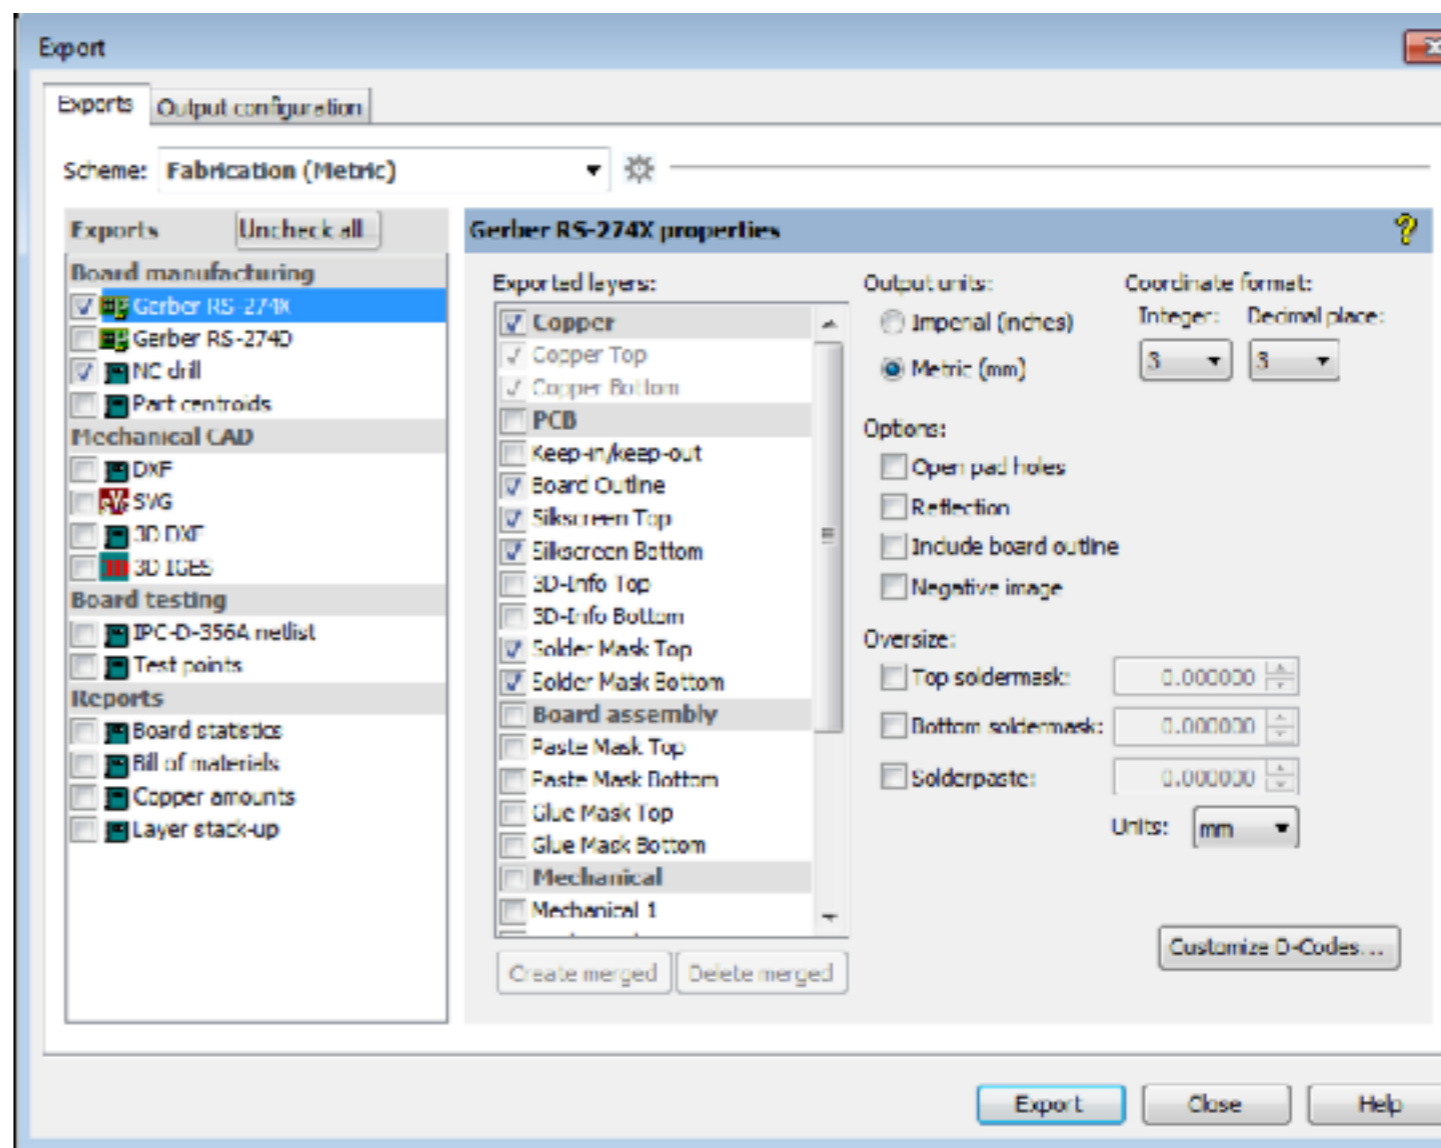 Export
Exports Output configuration
Scheme: Fabrication (Metric)
Exports Uncheck all
Board manufacturing
Gerber RS-274X
Gerber RS-274D
NC drill
Part centroids
Mechanical CAD
DXF
SVG
3D DXF
3D IGES
Board testing
IPC-D-356A netlist
Test points
Reports
Board statistics
Bill of materials
Copper amounts
Layer stack-up
Gerber RS-274X properties
Exported layers:
Copper
Copper Top
Copper Bottom
PCB
Keep-in/keep-out
Board Outline
Silkscreen Top
Silkscreen Bottom
3D-Info Top
3D-Info Bottom
Solder Mask Top
Solder Mask Bottom
Board assembly
Paste Mask Top
Paste Mask Bottom
Glue Mask Top
Glue Mask Bottom
Mechanical
Mechanical 1
Create merged Delete merged
Output units:
Imperial (inches)
Metric (mm)
Coordinate format:
Integer: Decimal place:
3 3
Options:
Open pad holes
Reflection
Include board outline
Negative image
Oversize:
Top soldermask: 0.000000
Bottom soldermask: 0.000000
Solderpaste: 0.000000
Units: mm
Customize D-Codes...
Export Close Help